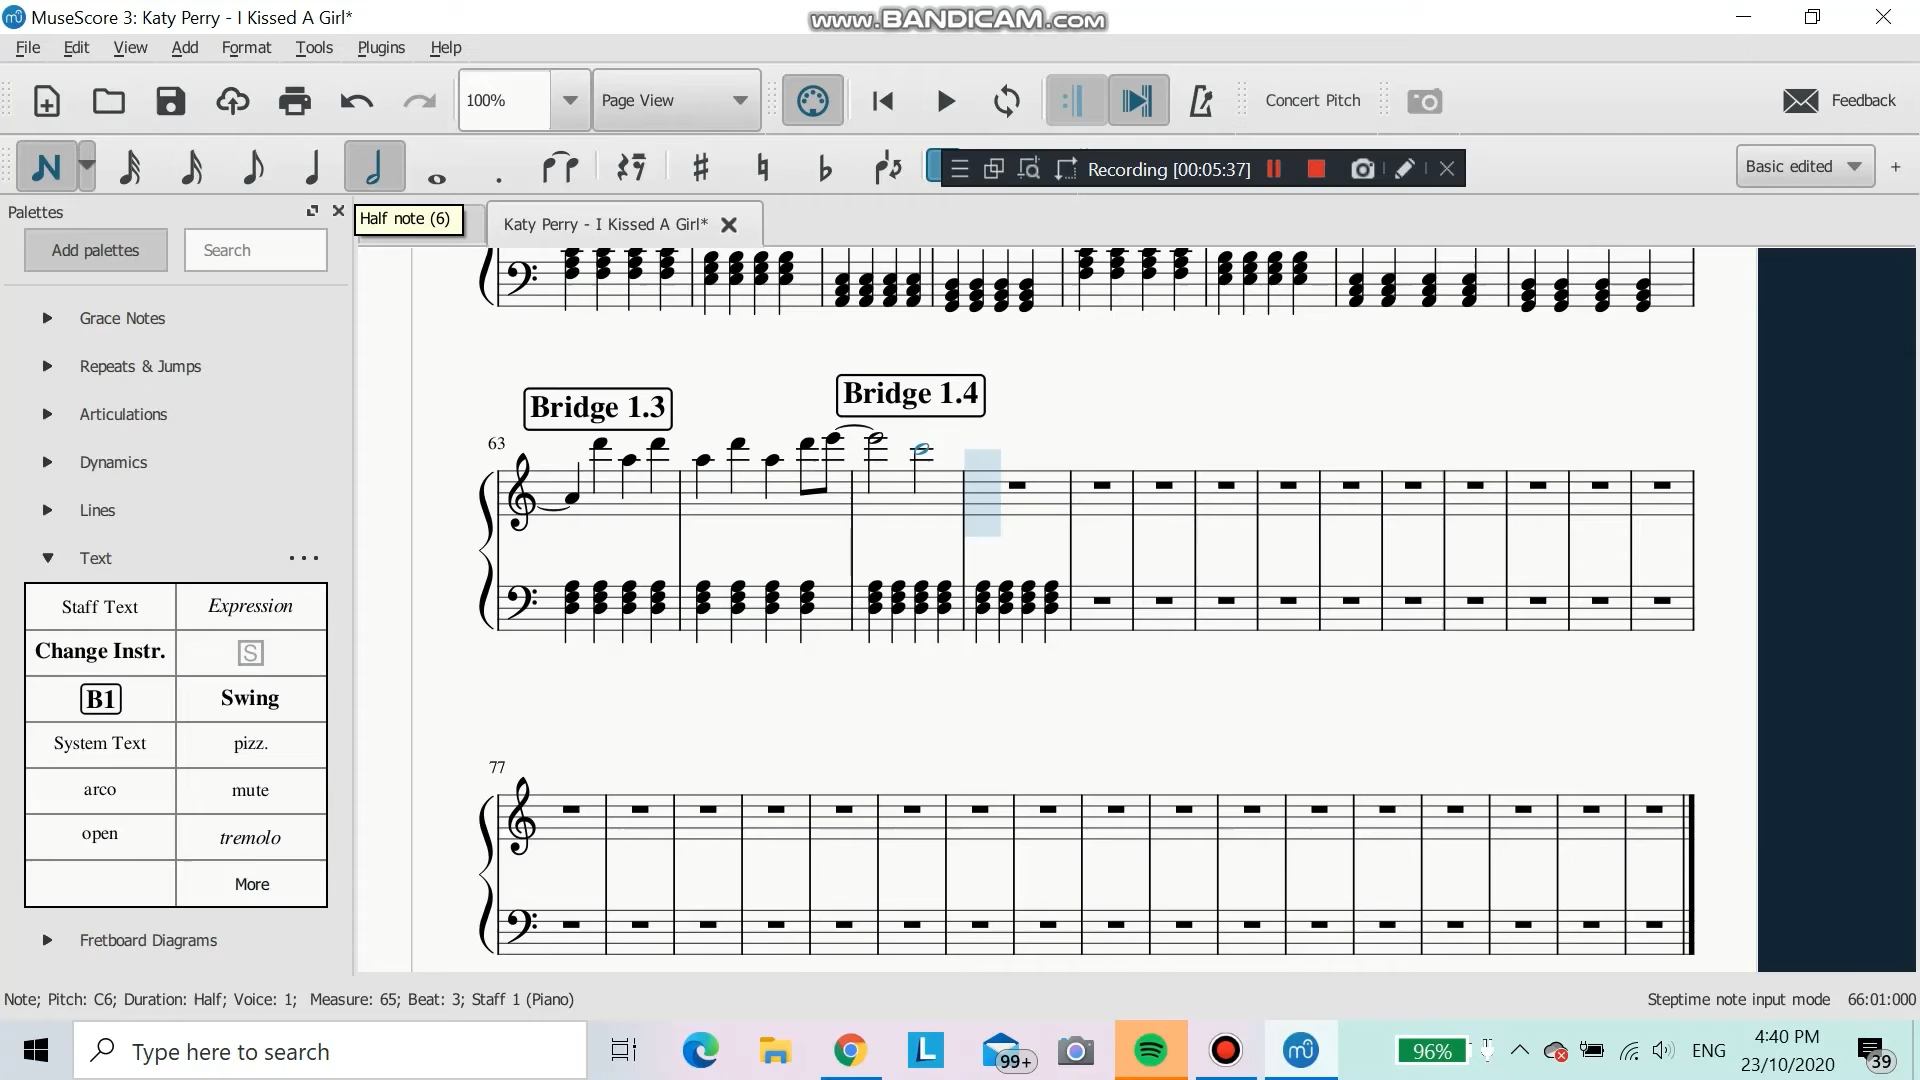 MuseScore 3: Katy Perry - I Kissed A Girl*
www.BANDICAM.com
File Edit View Add Format Tools Plugins Help
100% Page View Concert Pitch Feedback
Recording [00:05:37] Basic edited +
Palettes
Half note (6) Katy Perry - I Kissed A Girl*
Add palettes Search
Grace Notes
Repeats & Jumps
Articulations
Dynamics
Lines
Text
Staff Text Expression
Change Instr. S
B1 Swing
System Text pizz.
arco mute
open tremolo
More
Fretboard Diagrams
Bridge 1.3 Bridge 1.4
63
77
Note; Pitch: C6; Duration: Half; Voice: 1; Measure: 65; Beat: 3; Staff 1 (Piano) Steptime note input mode 66:01:000
Type here to search
L
99+
96%
ENG
4:40 PM
23/10/2020
39